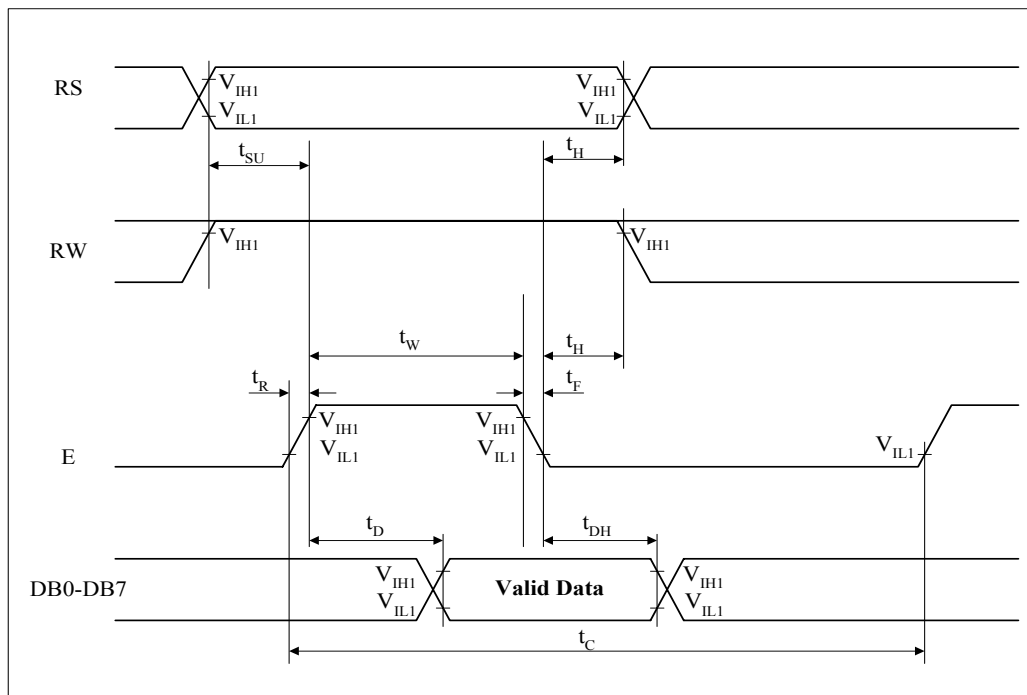 RS
V_IH1
V_IL1
V_IH1
V_IL1
t_SU
t_H
RW
V_IH1
V_IH1
t_W
t_H
t_R
t_F
E
V_IH1
V_IL1
V_IH1
V_IL1
V_IL1
t_D
t_DH
DB0-DB7
V_IH1
V_IL1
Valid Data
V_IH1
V_IL1
t_C